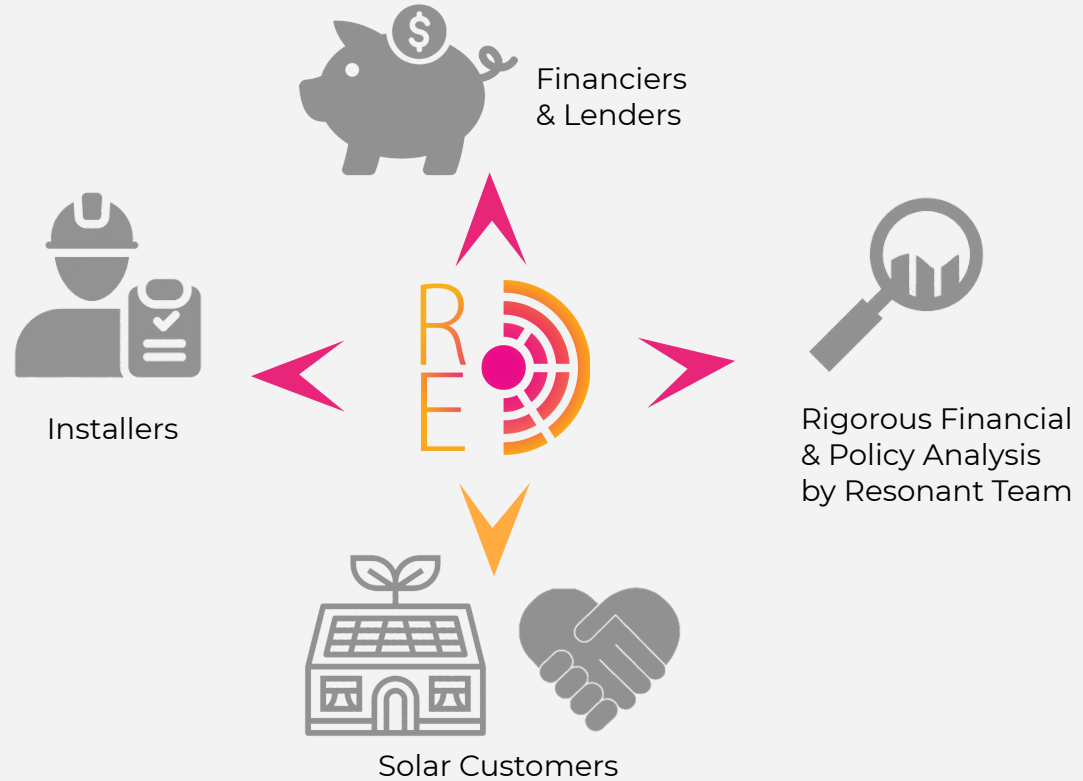 $
Financiers
& Lenders
Installers
R
E
Rigorous Financial
& Policy Analysis
by Resonant Team
Solar Customers